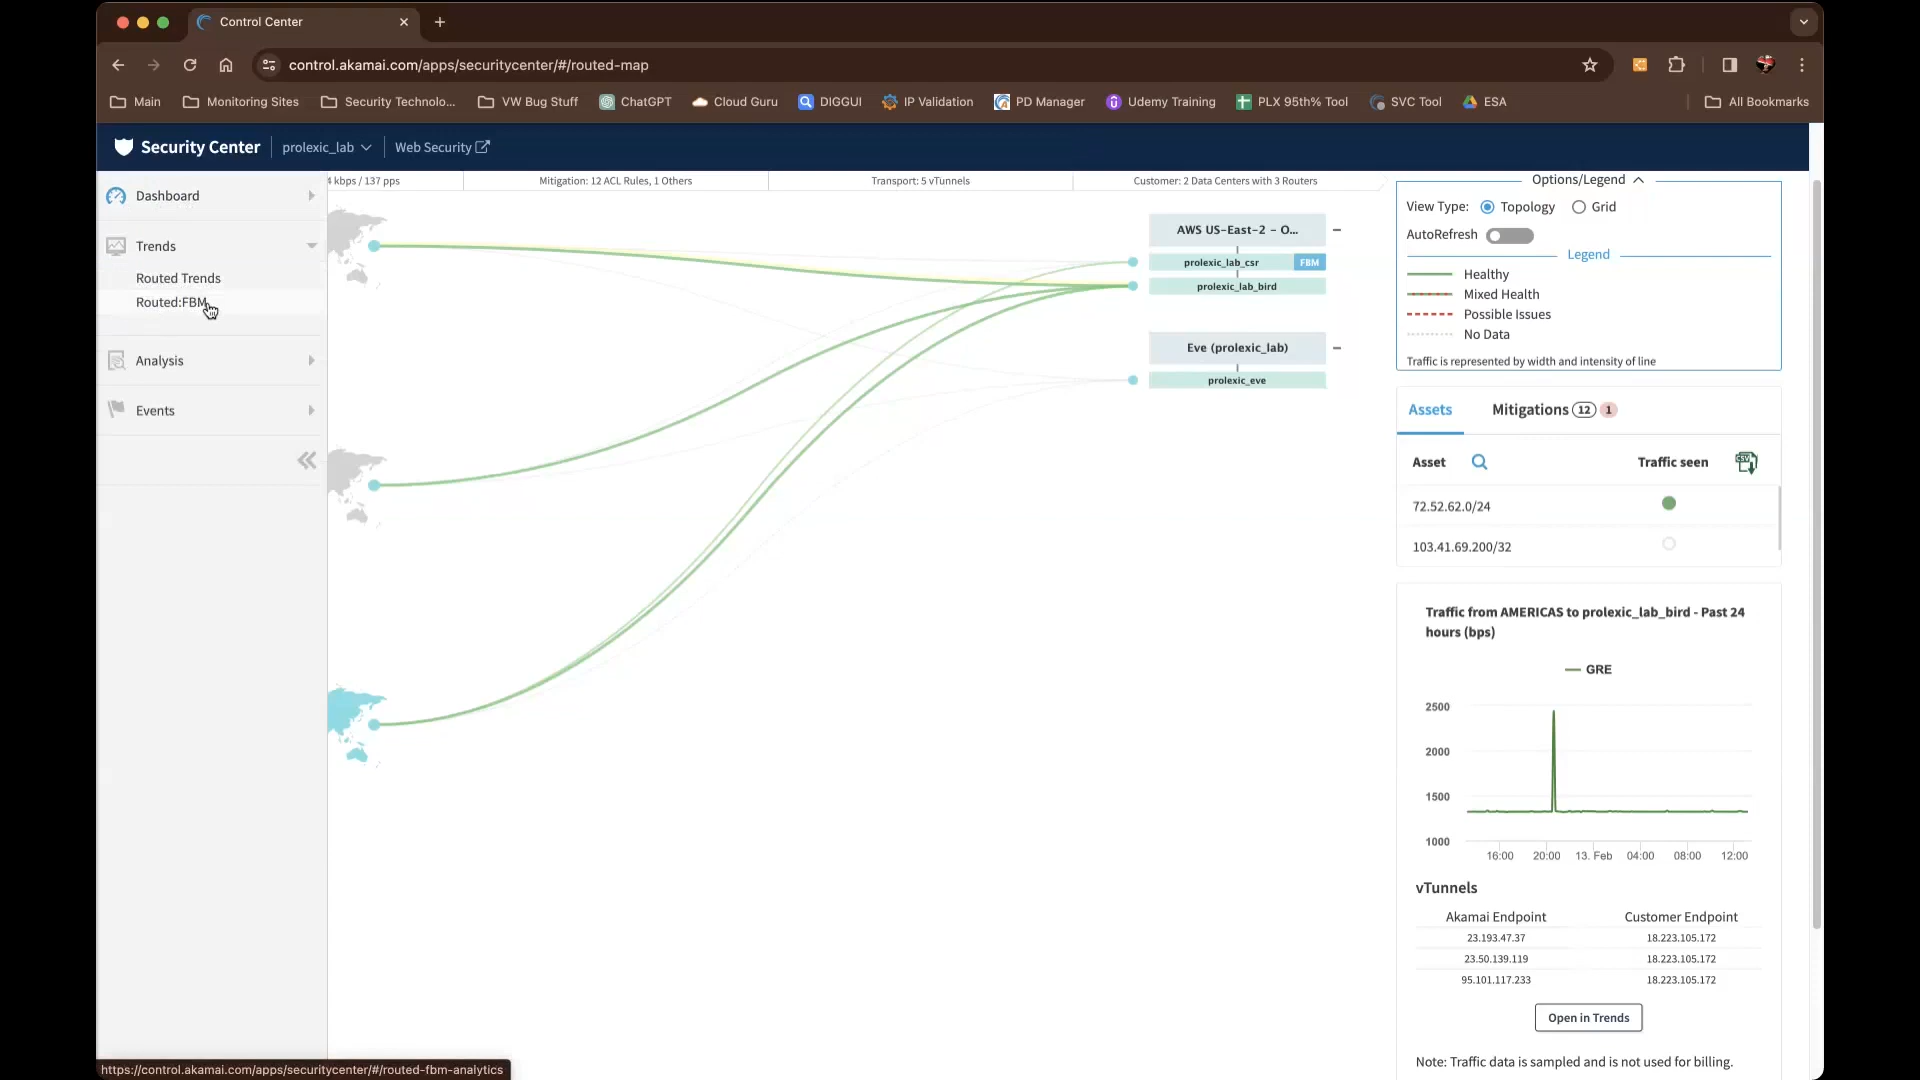 Control Center
control.akamai.com/apps/securitycenter/#/routed-map
Main
Monitoring Sites
Security Technolo...
VW Bug Stuff
ChatGPT
Cloud Guru
DIGGUI
IP Validation
PD Manager
Udemy Training
PLX 95th% Tool
SVC Tool
ESA
All Bookmarks
Security Center
prolexic_lab
Web Security
Dashboard
Trends
Routed Trends
Routed:FBM
Analysis
Events
4 kbps / 137 pps
Mitigation: 12 ACL Rules, 1 Others
Transport: 5 vTunnels
Customer: 2 Data Centers with 3 Routers
AWS US-East-2 - O...
prolexic_lab_csr
FBM
prolexic_lab_bird
Eve (prolexic_lab)
prolexic_eve
Options/Legend
View Type:
Topology
Grid
AutoRefresh
Legend
Healthy
Mixed Health
Possible Issues
No Data
Traffic is represented by width and intensity of line
Assets
Mitigations 12 1
Asset
Traffic seen
CSV
72.52.62.0/24
103.41.69.200/32
Traffic from AMERICAS to prolexic_lab_bird - Past 24
hours (bps)
GRE
2500
2000
1500
1000
16:00
20:00
13. Feb
04:00
08:00
12:00
vTunnels
Akamai Endpoint
Customer Endpoint
23.193.47.37
18.223.105.172
23.50.139.119
18.223.105.172
95.101.117.233
18.223.105.172
Open in Trends
Note: Traffic data is sampled and is not used for billing.
https://control.akamai.com/apps/securitycenter/#/routed-fbm-analytics